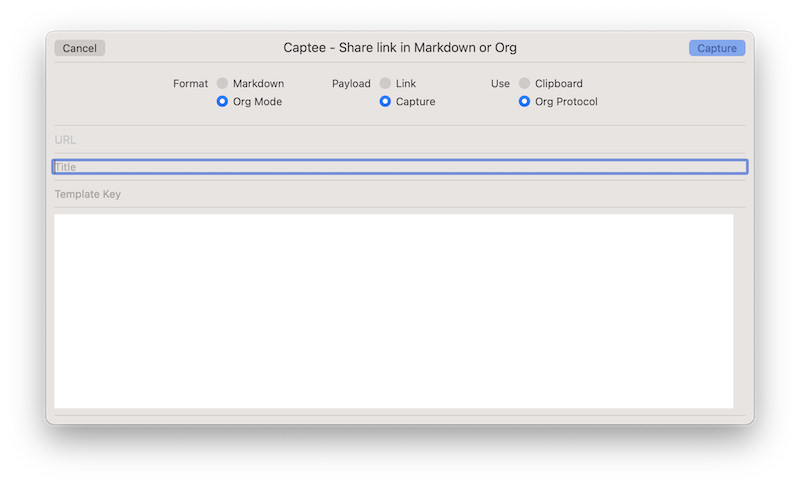 Cancel Captee - Share link in Markdown or Org Capture
Format Markdown Payload Link Use Clipboard
Org Mode Capture Org Protocol
URL
Title
Template Key